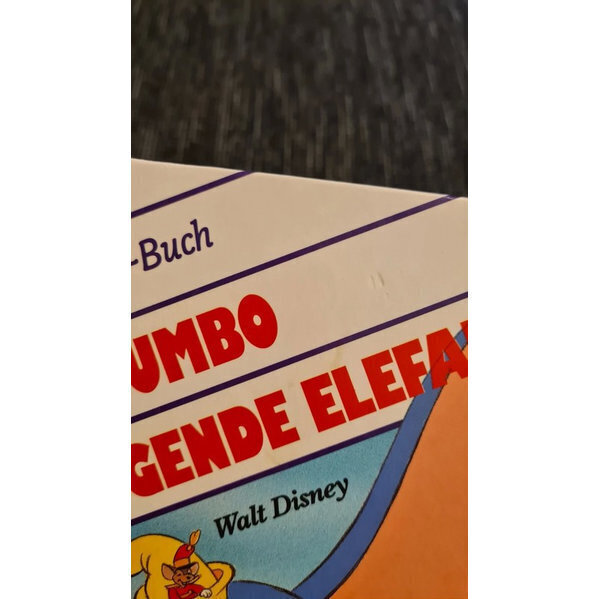 -Buch
UMBO
GENDE ELEFA
Walt Disney